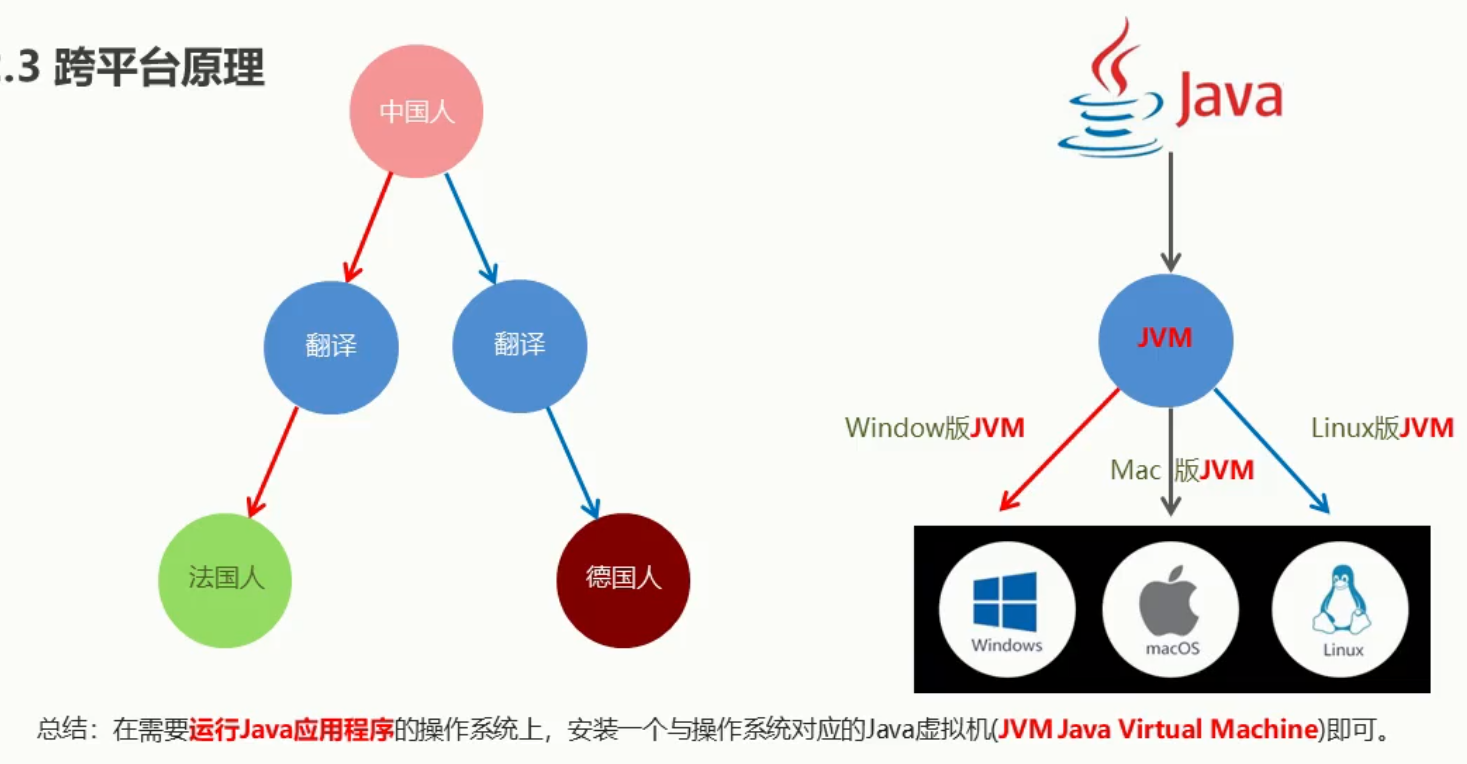 .3 跨平台原理
中国人
Java
翻译
翻译
JVM
Window版JVM
Linux版JVM
Mac 版JVM
法国人
德国人
Windows
macOS
Linux
总结：在需要运行Java应用程序的操作系统上，安装一个与操作系统对应的Java虚拟机(JVM Java Virtual Machine)即可。